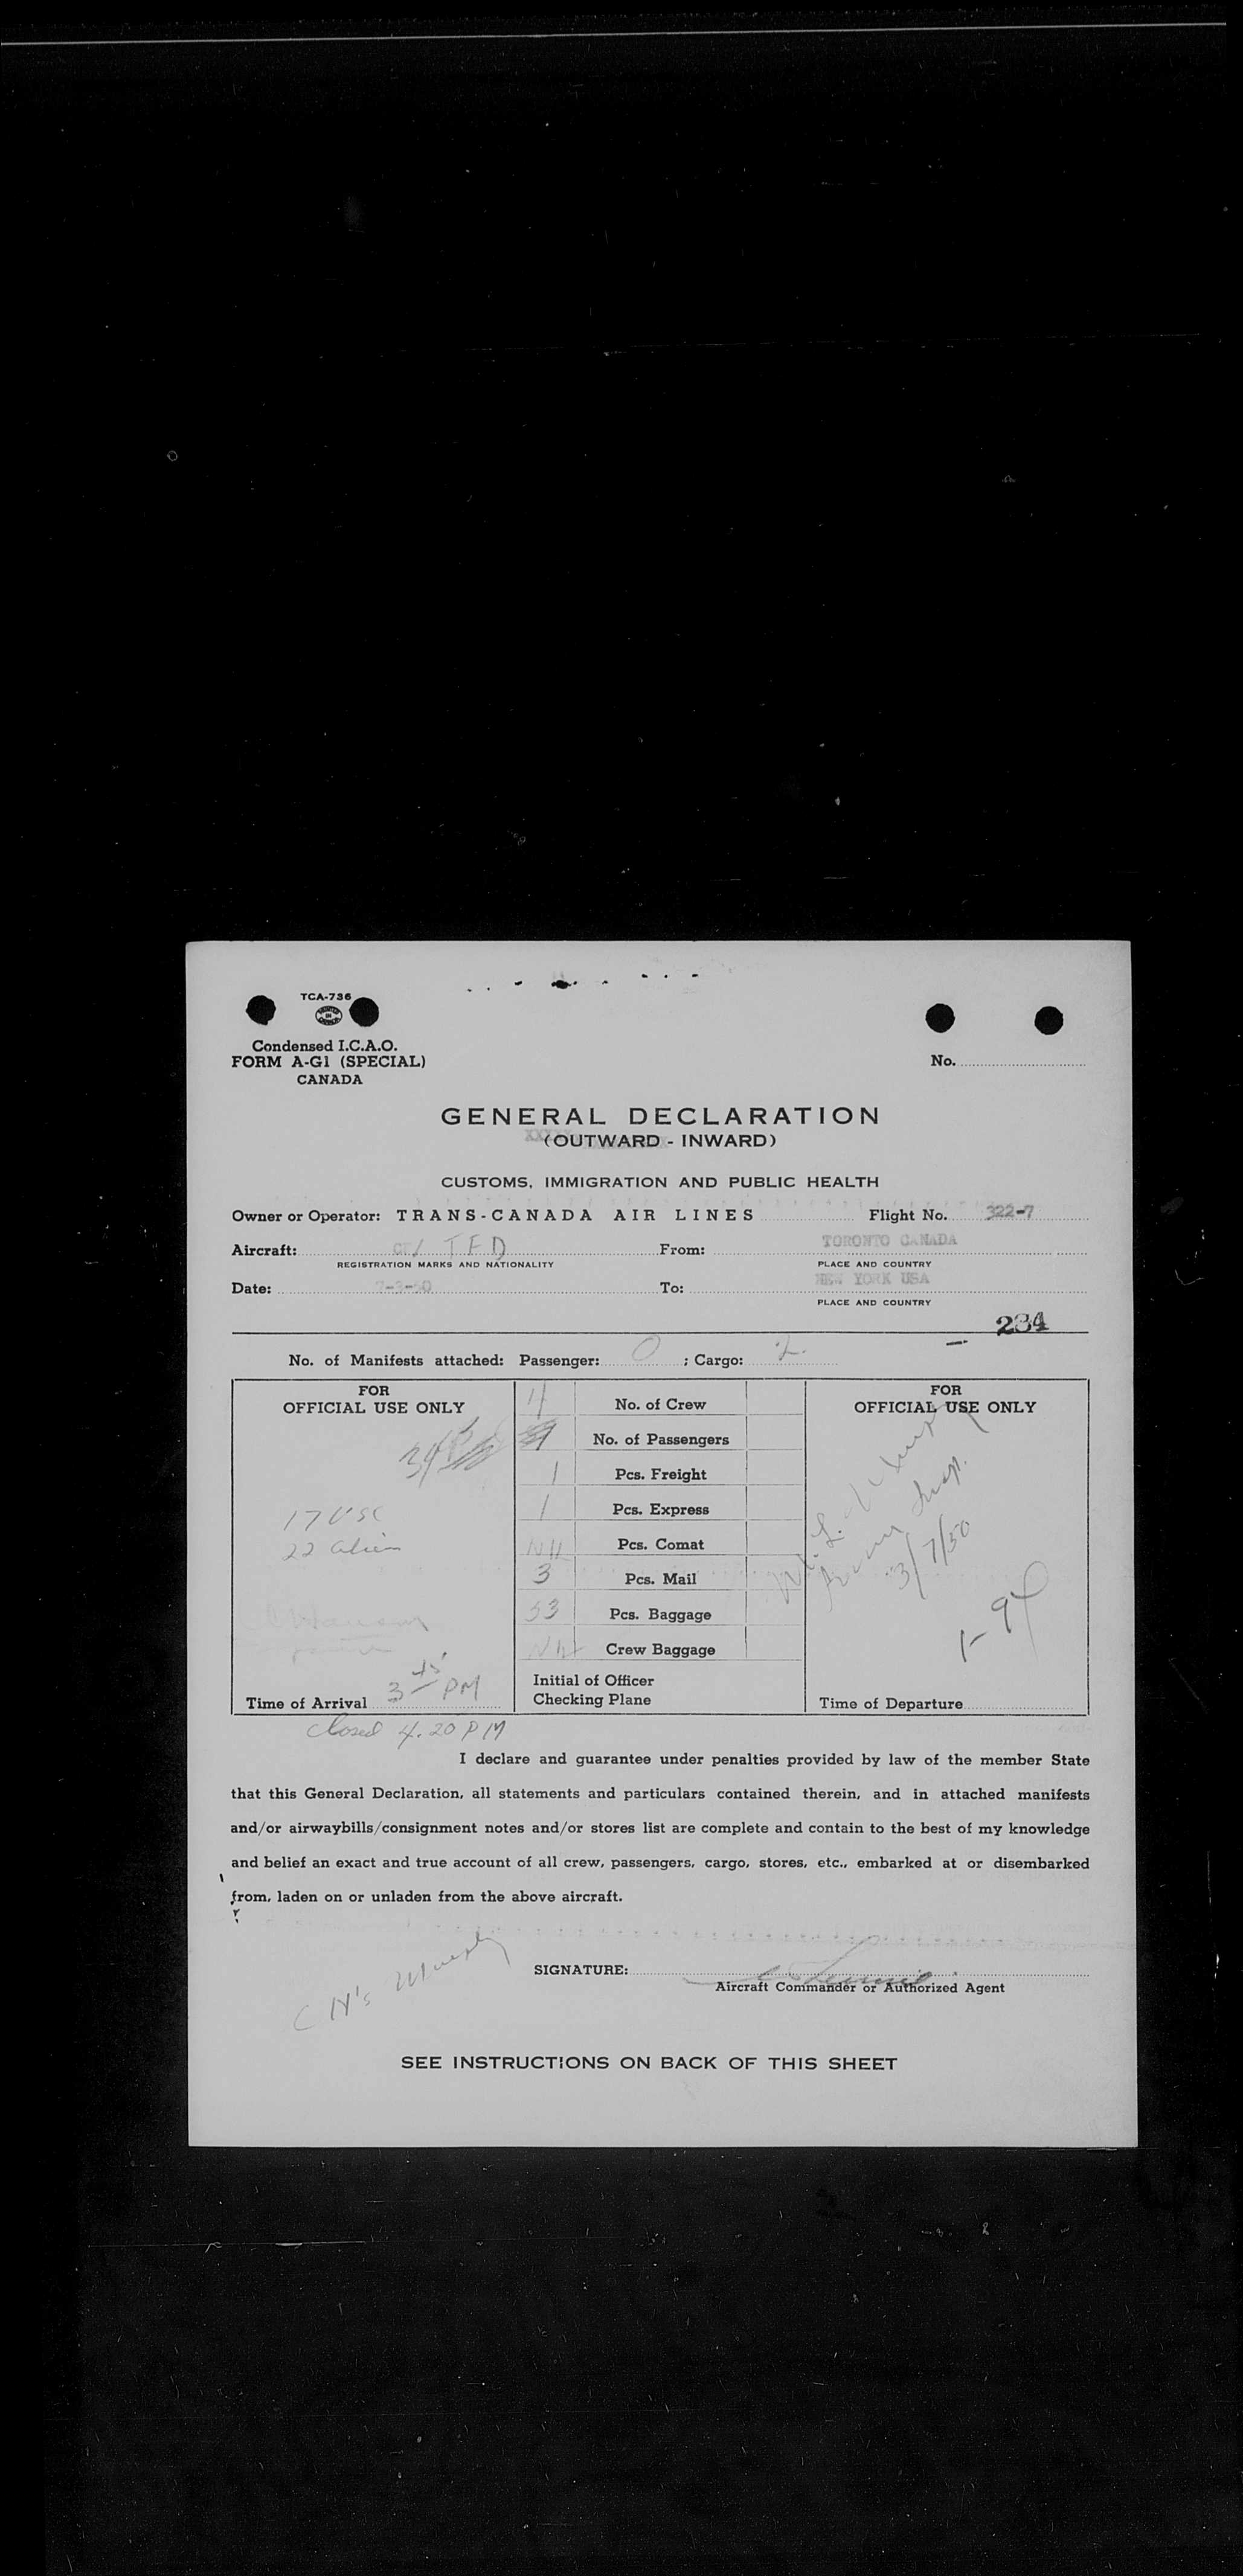 TCA-736
Condensed I.C.A.O.
FORM A-G1 (SPECIAL)
CANADA
No.
GENERAL DECLARATION
(OUTWARD - INWARD)
CUSTOMS, IMMIGRATION AND PUBLIC HEALTH
Owner or Operator: TRANS-CANADA AIR LINES Flight No. 322-7
Aircraft: CF/ TED From: TORONTO CANADA
REGISTRATION MARKS AND NATIONALITY PLACE AND COUNTRY
Date: 7-3-50 To: NEW YORK USA
PLACE AND COUNTRY
234
No. of Manifests attached: Passenger: 0 ; Cargo: 2
FOR
OFFICIAL USE ONLY
39
17 USC
22 Alien
Time of Arrival 3 45 PM
Closed 4.20 PM
4 No. of Crew
No. of Passengers
1 Pcs. Freight
1 Pcs. Express
NIL Pcs. Comat
3 Pcs. Mail
53 Pcs. Baggage
NIL Crew Baggage
Initial of Officer
Checking Plane
FOR
OFFICIAL USE ONLY
Insp.
3/7/50
1-94
Time of Departure
I declare and guarantee under penalties provided by law of the member State
that this General Declaration, all statements and particulars contained therein, and in attached manifests
and/or airwaybills/consignment notes and/or stores list are complete and contain to the best of my knowledge
and belief an exact and true account of all crew, passengers, cargo, stores, etc., embarked at or disembarked
from, laden on or unladen from the above aircraft.
SIGNATURE:
Aircraft Commander or Authorized Agent
SEE INSTRUCTIONS ON BACK OF THIS SHEET